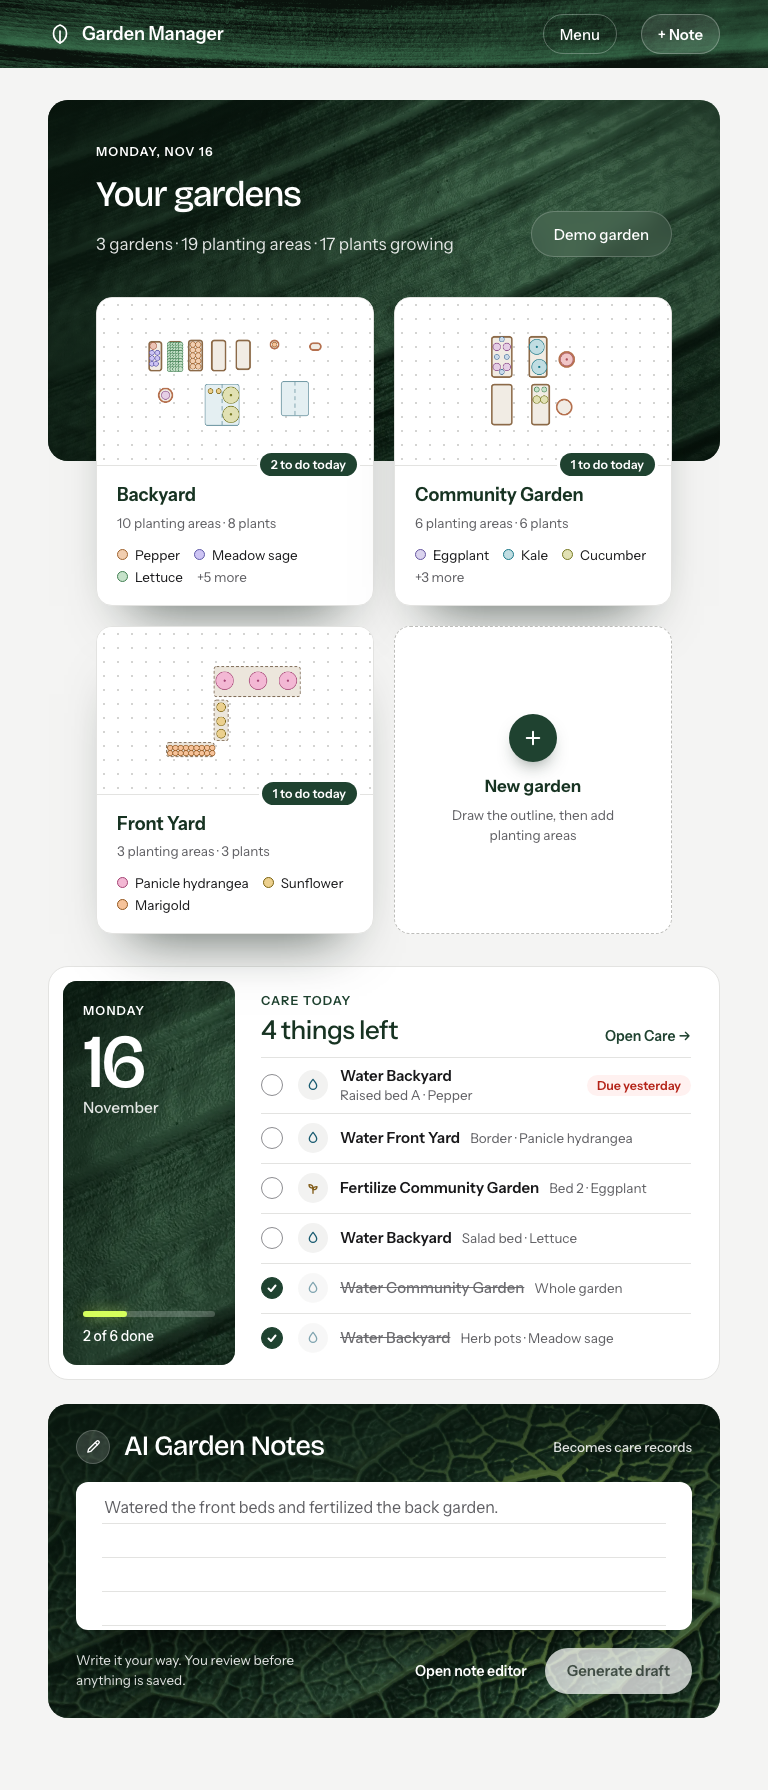 Garden Manager
Menu
+ Note
MONDAY, NOV 16
Your gardens
3 gardens · 19 planting areas · 17 plants growing
Demo garden
2 to do today
Backyard
10 planting areas · 8 plants
Pepper
Meadow sage
Lettuce
+5 more
1 to do today
Community Garden
6 planting areas · 6 plants
Eggplant
Kale
Cucumber
+3 more
1 to do today
Front Yard
3 planting areas · 3 plants
Panicle hydrangea
Sunflower
Marigold
New garden
Draw the outline, then add
planting areas
MONDAY
16
November
2 of 6 done
CARE TODAY
4 things left
Open Care →
Water Backyard
Raised bed A · Pepper
Due yesterday
Water Front Yard Border · Panicle hydrangea
Fertilize Community Garden Bed 2 · Eggplant
Water Backyard Salad bed · Lettuce
Water Community Garden Whole garden
Water Backyard Herb pots · Meadow sage
AI Garden Notes
Becomes care records
Watered the front beds and fertilized the back garden.
Write it your way. You review before
anything is saved.
Open note editor
Generate draft